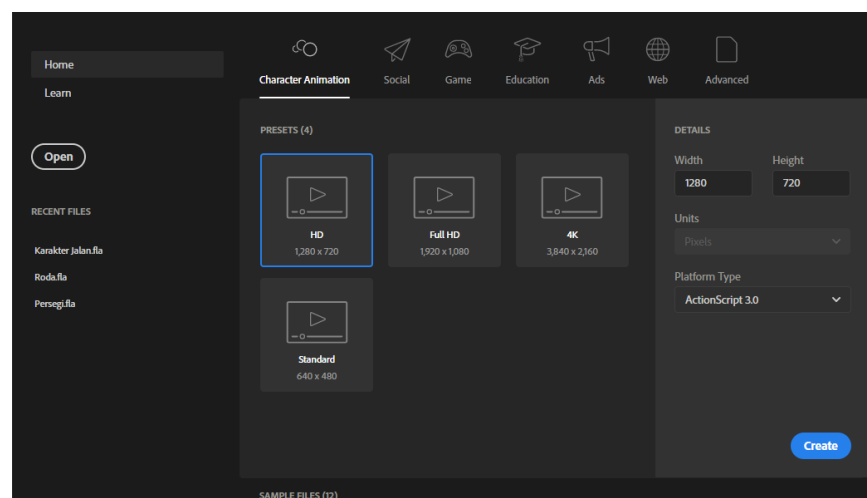 Home
Learn
Open
RECENT FILES
Karakter Jalan.fla
Roda.fla
Persegi.fla
Character Animation
Social
Game
Education
Ads
Web
Advanced
PRESETS (4)
HD
1,280 x 720
Full HD
1,920 x 1,080
4K
3,840 x 2,160
Standard
640 x 480
SAMPLE FILES (12)
DETAILS
Width
Height
1280
720
Units
Pixels
Platform Type
ActionScript 3.0
Create